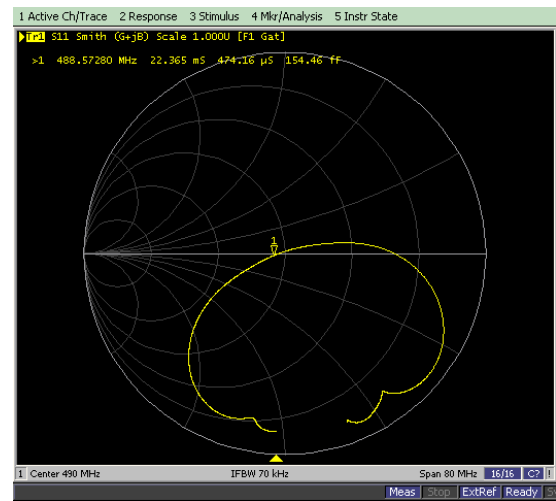 1 Active Ch/Trace 2 Response 3 Stimulus 4 Mkr/Analysis 5 Instr State
Tr1 S11 Smith (G+jB) Scale 1.000U [F1 Gat]
>1 488.57280 MHz 22.365 mS 474.16 µS 154.46 fF
1
1 Center 490 MHz IFBW 70 kHz Span 80 MHz 16/16 C? !
Meas Stop ExtRef Ready